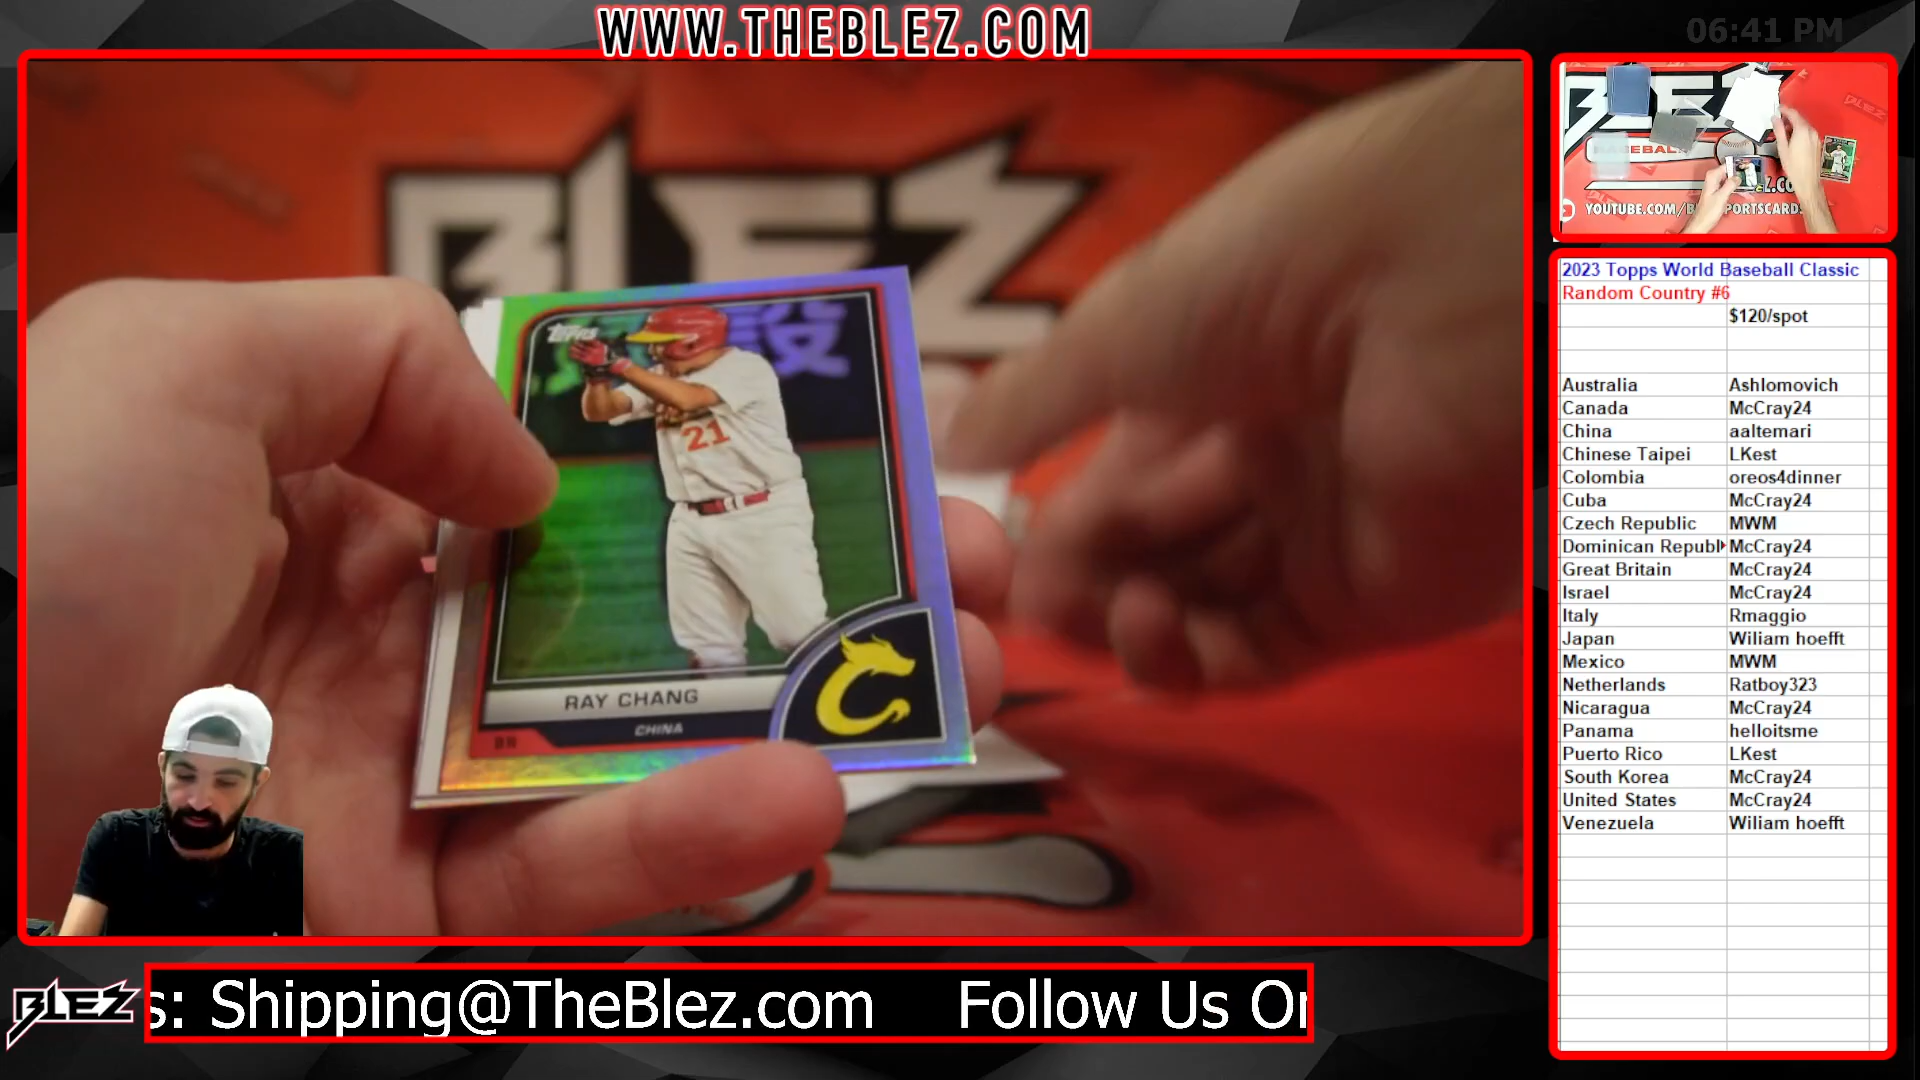 WWW.THEBLEZ.COM
06:41 PM
BLEZ
Topps
設
21
RAY CHANG
CHINA
C
BASEBALL
YOUTUBE.COM/
2023 Topps World Baseball Classic
Random Country #6
$120/spot
Australia Ashlomovich
Canada McCray24
China aaltemari
Chinese Taipei LKest
Colombia oreos4dinner
Cuba McCray24
Czech Republic MWM
Dominican Republ McCray24
Great Britain McCray24
Israel McCray24
Italy Rmaggio
Japan Wiliam hoefft
Mexico MWM
Netherlands Ratboy323
Nicaragua McCray24
Panama helloitsme
Puerto Rico LKest
South Korea McCray24
United States McCray24
Venezuela Wiliam hoefft
BLEZ
s: Shipping@TheBlez.com Follow Us On